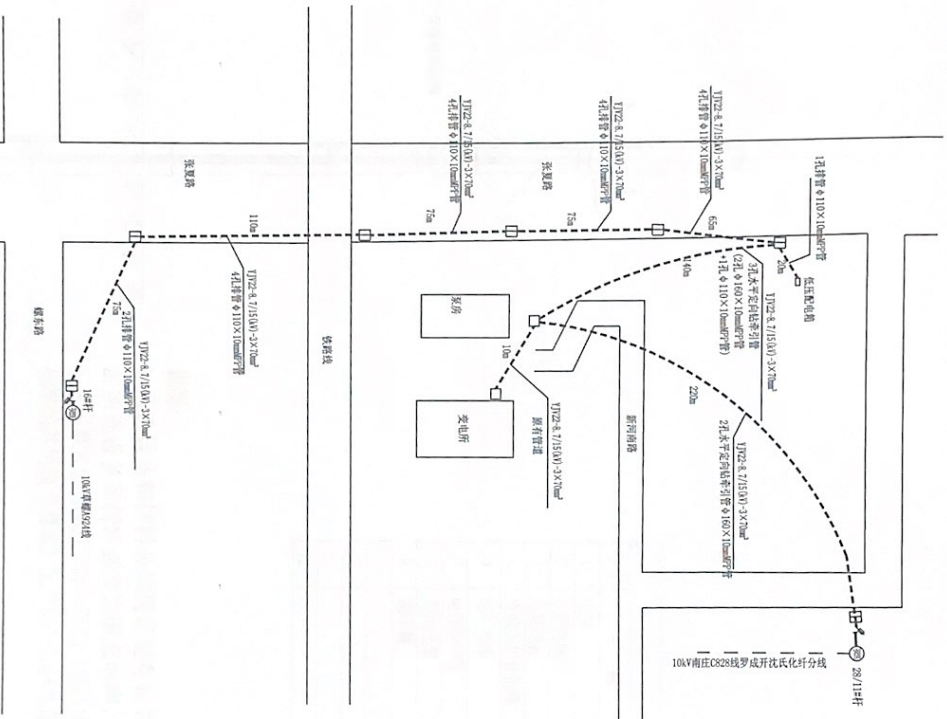 YJV22-8.7/15(kV)-3×70mm²
4孔排管φ110×10mmMPP管
YJV22-8.7/15(kV)-3×70mm²
4孔排管φ110×10mmMPP管
YJV22-8.7/15(kV)-3×70mm²
4孔排管φ110×10mmMPP管
1孔排管φ110×10mmMPP管
张夏路
张夏路
110m
75m
75m
65m
20m
低压配电箱
140m
YJV22-8.7/15(kV)-3×70mm²
3孔水平定向钻牵引管
(2孔φ160×10mmMPP管
+1孔φ110×10mmMPP管)
YJV22-8.7/15(kV)-3×70mm²
4孔排管φ110×10mmMPP管
泵房
铁路线
75m
YJV22-8.7/15(kV)-3×70mm²
2孔排管φ110×10mmMPP管
10m
YJV22-8.7/15(kV)-3×70mm²
原有管道
变电所
220m
新河南路
YJV22-8.7/15(kV)-3×70mm²
2孔水平定向钻牵引管φ160×10mmMPP管
16#杆
10kV南庄C828线罗成开沈氏化纤分线
28/11#杆